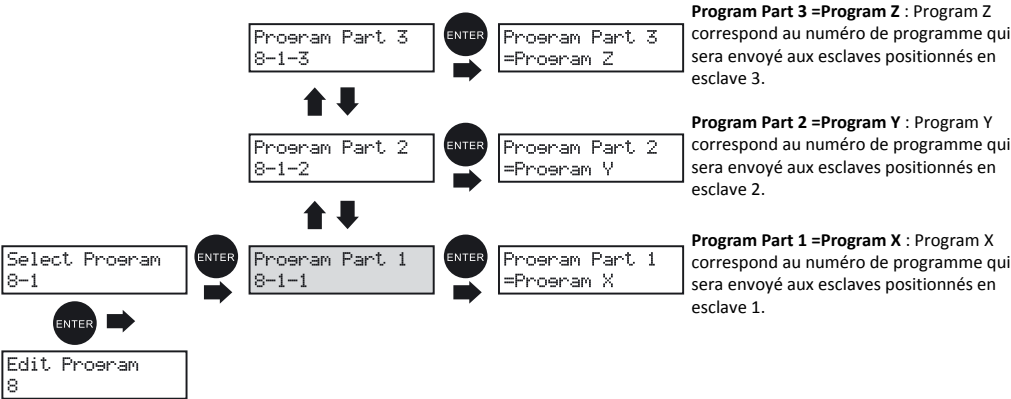 Program Part 3
8-1-3
ENTER
Program Part 3
=Program Z
Program Part 3 =Program Z : Program Z
correspond au numéro de programme qui
sera envoyé aux esclaves positionnés en
esclave 3.
Program Part 2
8-1-2
ENTER
Program Part 2
=Program Y
Program Part 2 =Program Y : Program Y
correspond au numéro de programme qui
sera envoyé aux esclaves positionnés en
esclave 2.
Select Program
8-1
ENTER
Program Part 1
8-1-1
ENTER
Program Part 1
=Program X
Program Part 1 =Program X : Program X
correspond au numéro de programme qui
sera envoyé aux esclaves positionnés en
esclave 1.
ENTER
Edit Program
8